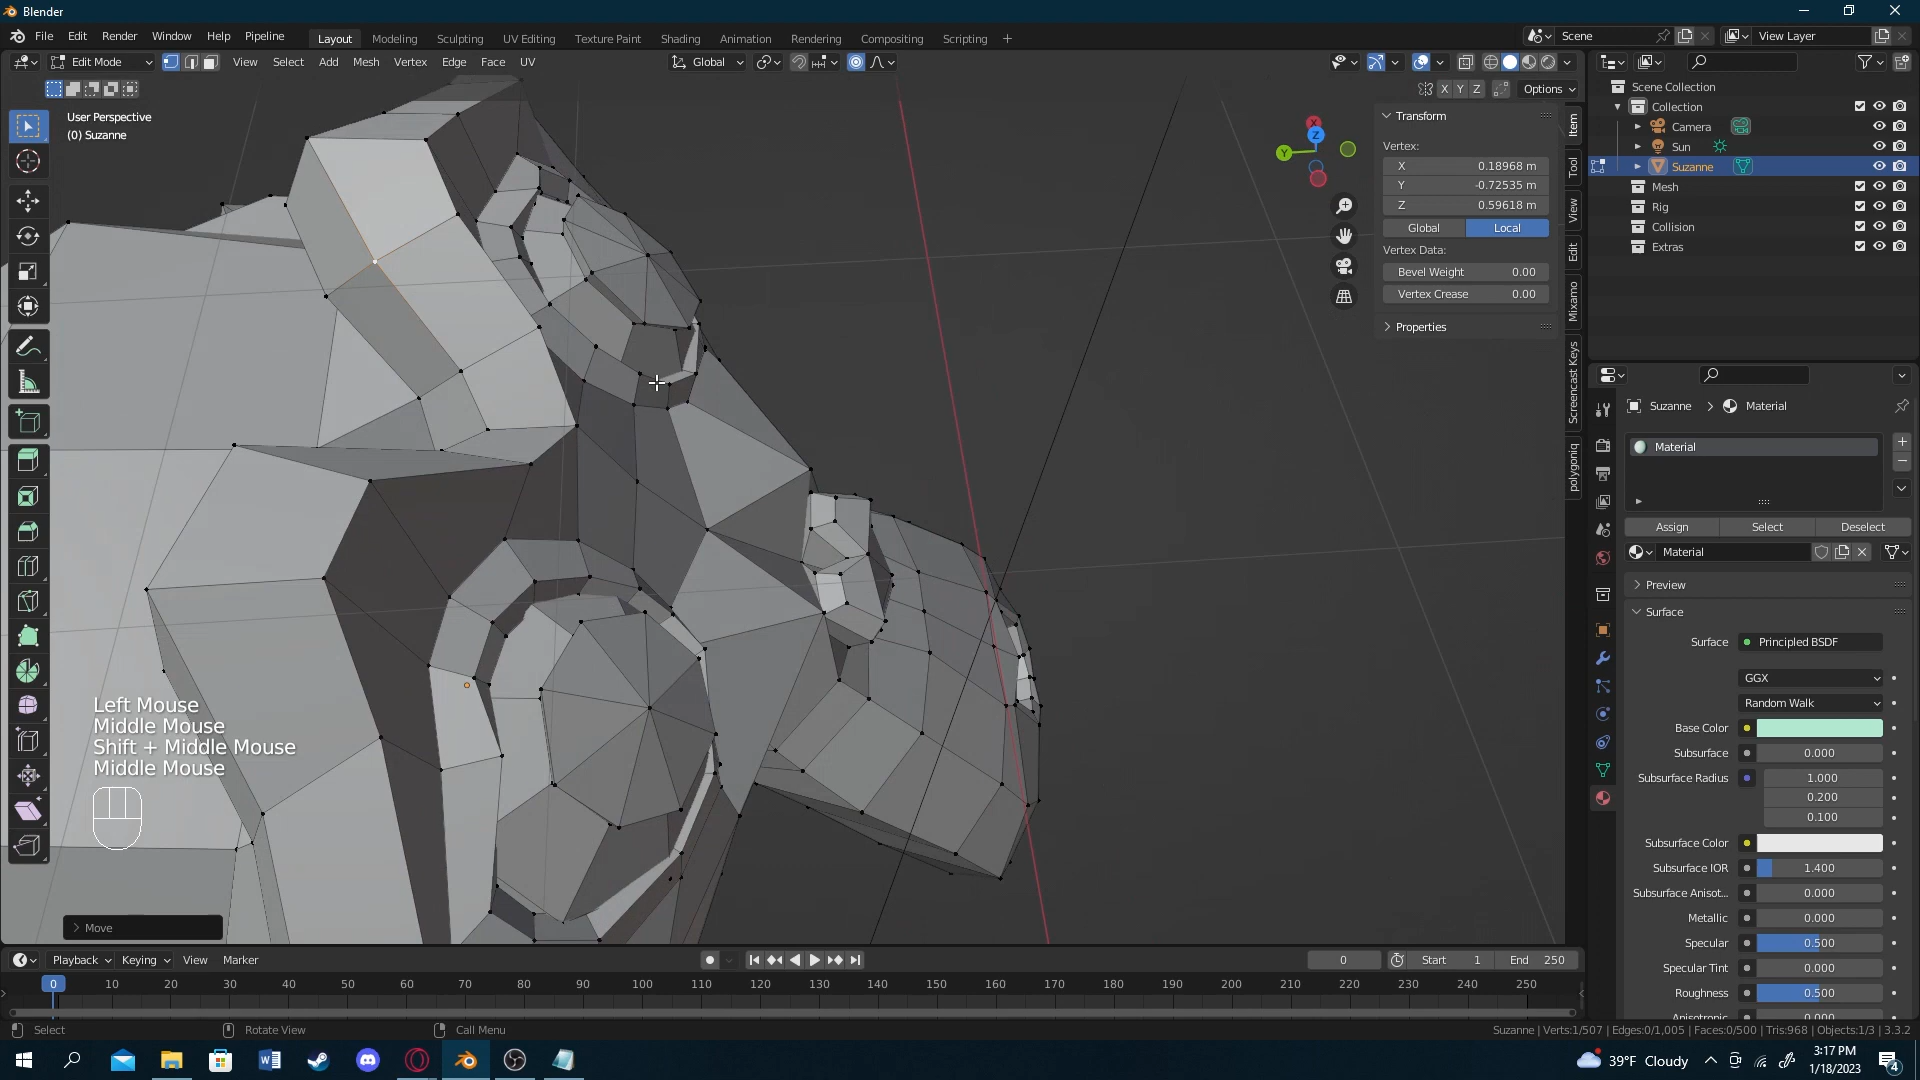 Blender
File Edit Render Window Help Pipeline Layout Modeling Sculpting UV Editing Texture Paint Shading Animation Rendering Compositing Scripting + Scene View Layer
Edit Mode View Select Add Mesh Vertex Edge Face UV Global
X Y Z Options
User Perspective
(0) Suzanne
Transform
Vertex:
X 0.18968 m
Y -0.72535 m
Z 0.59618 m
Global Local
Vertex Data:
Bevel Weight 0.00
Vertex Crease 0.00
Properties
Item
Tool
View
Edit
Mixamo
Screencast Keys
polygoniq
X
Z
Y
Left Mouse
Middle Mouse
Shift + Middle Mouse
Middle Mouse
Move
Scene Collection
Collection
Camera
Sun
Suzanne
Mesh
Rig
Collision
Extras
Suzanne Material
Material
Assign Select Deselect
Material
Preview
Surface
Surface Principled BSDF
GGX
Random Walk
Base Color
Subsurface 0.000
Subsurface Radius 1.000
0.200
0.100
Subsurface Color
Subsurface IOR 1.400
Subsurface Anisot... 0.000
Metallic 0.000
Specular 0.500
Specular Tint 0.000
Roughness 0.500
Anisotropic 0.000
Playback Keying View Marker 0 Start 1 End 250
0 10 20 30 40 50 60 70 80 90 100 110 120 130 140 150 160 170 180 190 200 210 220 230 240 250
Select Rotate View Call Menu Suzanne | Verts:1/507 | Edges:0/1,005 | Faces:0/500 | Tris:968 | Objects:1/3 | 3.3.2
39°F Cloudy 3:17 PM
1/18/2023
4